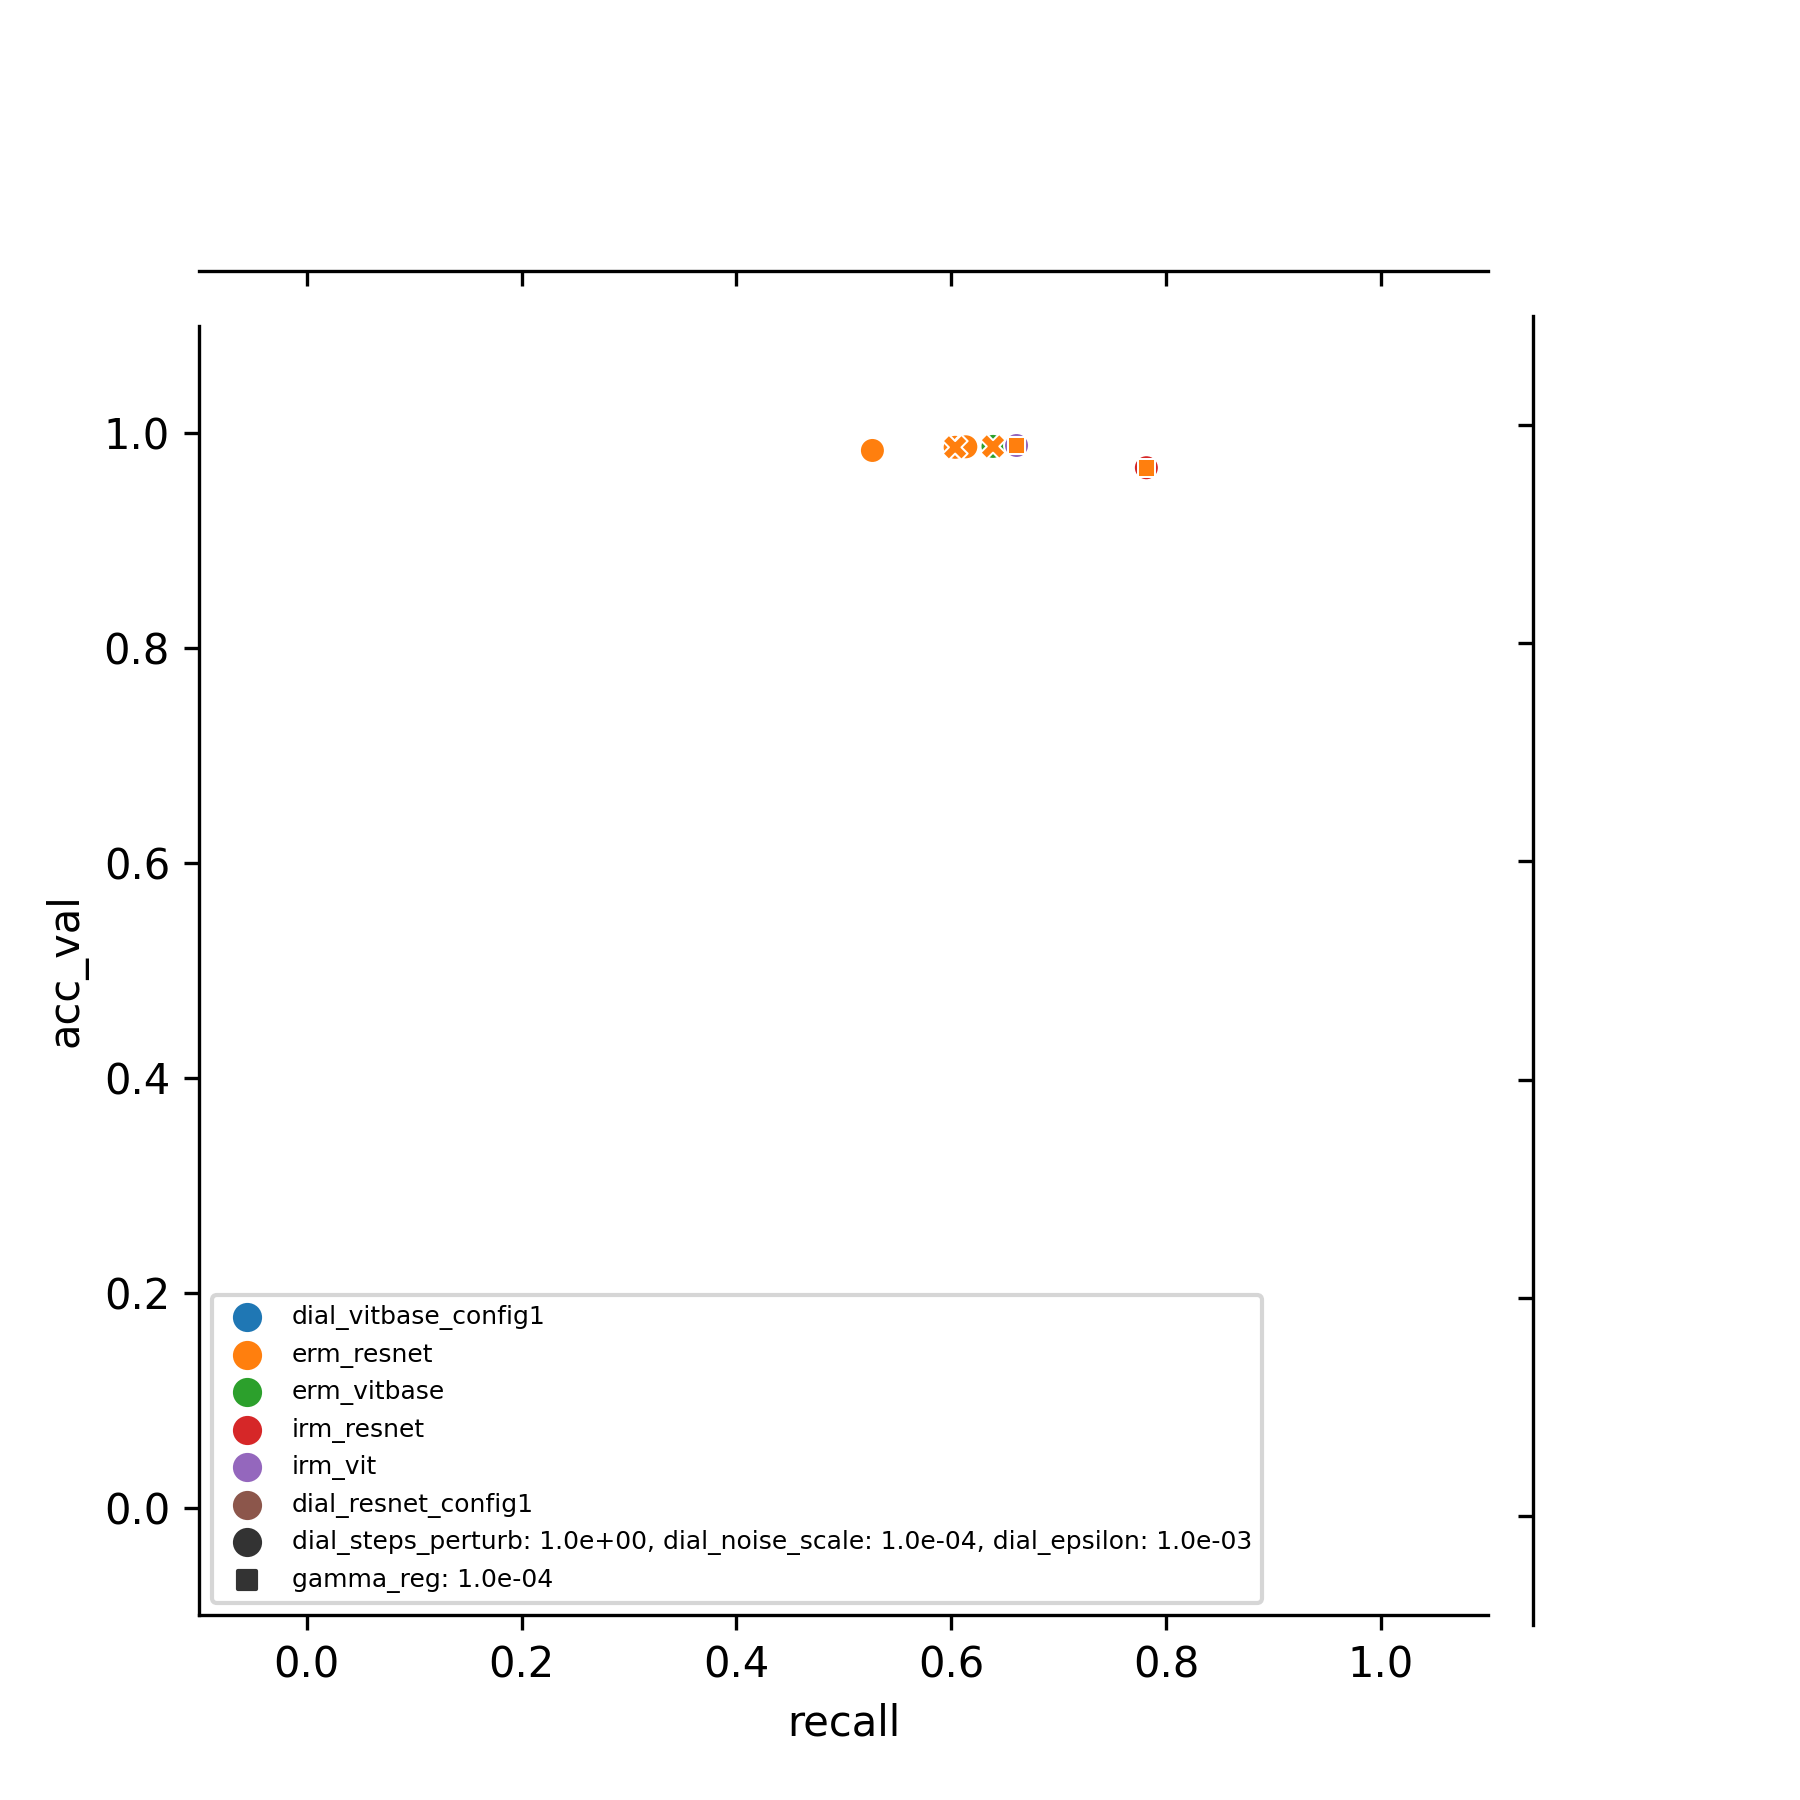 1.0
0.8
0.6
0.4
0.2
0.0
acc_val
dial_vitbase_config1
erm_resnet
erm_vitbase
irm_resnet
irm_vit
dial_resnet_config1
dial_steps_perturb: 1.0e+00, dial_noise_scale: 1.0e-04, dial_epsilon: 1.0e-03
gamma_reg: 1.0e-04
0.0 0.2 0.4 0.6 0.8 1.0
recall